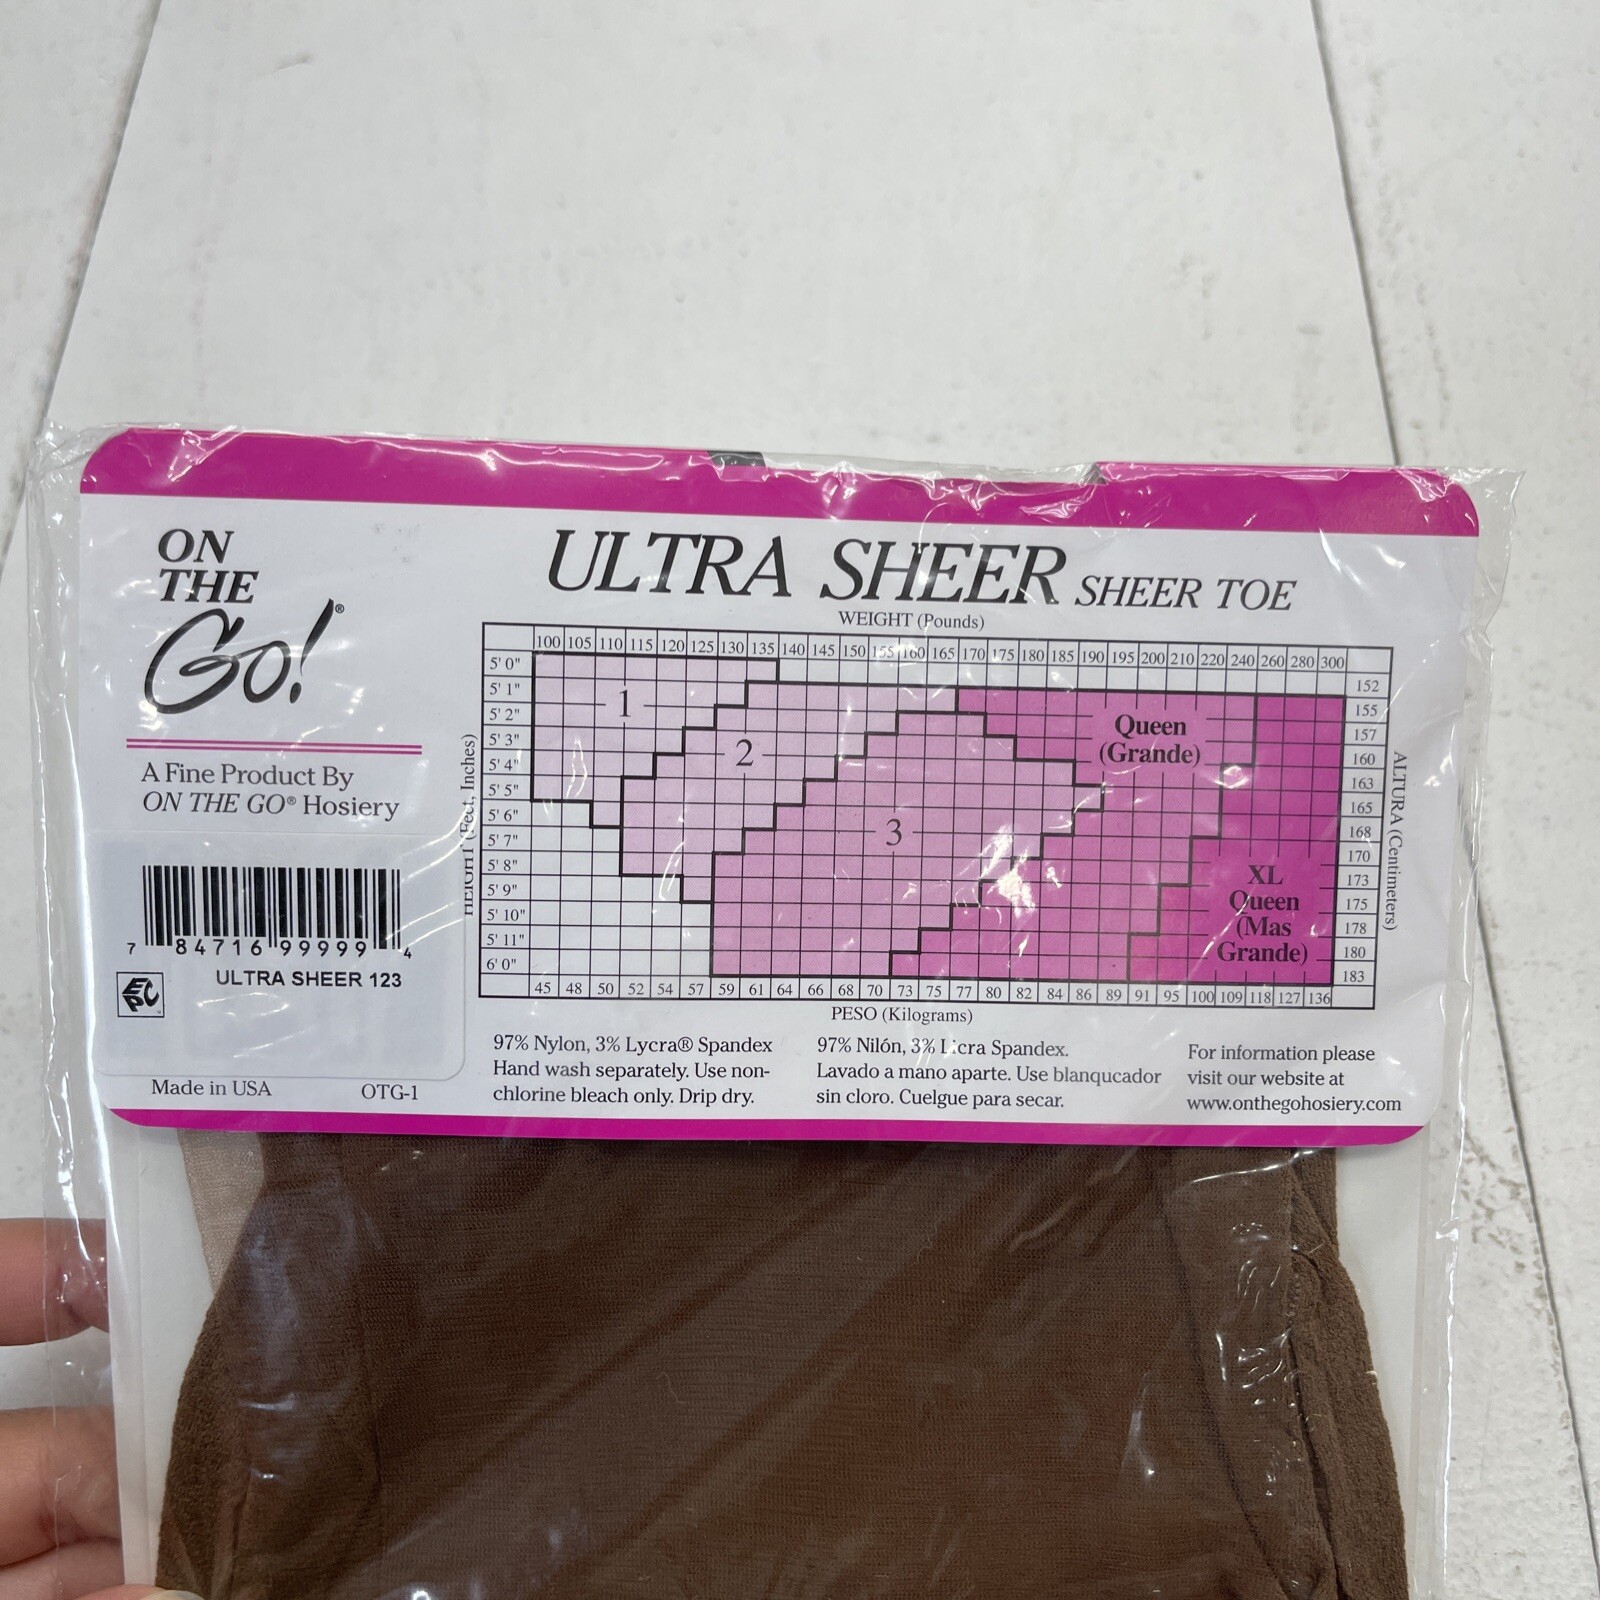 ON
THE
Go!®
A Fine Product By
ON THE GO® Hosiery
7 84716 99999 4
ULTRA SHEER 123
EPC
Made in USA OTG-1
ULTRA SHEER SHEER TOE
WEIGHT (Pounds)
100 105 110 115 120 125 130 135 140 145 150 155 160 165 170 175 180 185 190 195 200 210 220 240 260 280 300
HEIGHT (Feet, Inches)
5' 0"
5' 1"
5' 2"
5' 3"
5' 4"
5' 5"
5' 6"
5' 7"
5' 8"
5' 9"
5' 10"
5' 11"
6' 0"
1
2
3
Queen
(Grande)
XL
Queen
(Mas
Grande)
152
155
157
160
163
165
168
170
173
175
178
180
183
ALTURA (Centimeters)
45 48 50 52 54 57 59 61 64 66 68 70 73 75 77 80 82 84 86 89 91 95 100 109 118 127 136
PESO (Kilograms)
97% Nylon, 3% Lycra® Spandex
Hand wash separately. Use non-
chlorine bleach only. Drip dry.
97% Nilón, 3% Licra Spandex.
Lavado a mano aparte. Use blanqucador
sin cloro. Cuelgue para secar.
For information please
visit our website at
www.onthegohosiery.com